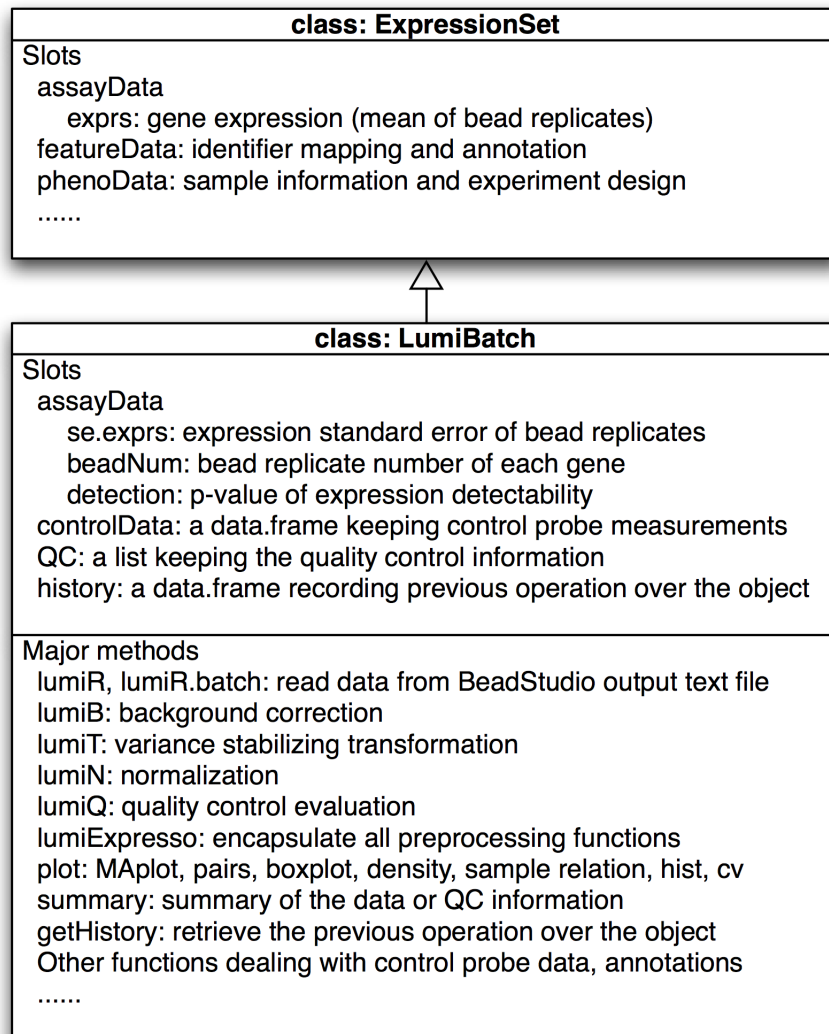 class: ExpressionSet
Slots
assayData
exprs: gene expression (mean of bead replicates)
featureData: identifier mapping and annotation
phenoData: sample information and experiment design
......
class: LumiBatch
Slots
assayData
se.exprs: expression standard error of bead replicates
beadNum: bead replicate number of each gene
detection: p-value of expression detectability
controlData: a data.frame keeping control probe measurements
QC: a list keeping the quality control information
history: a data.frame recording previous operation over the object
Major methods
lumiR, lumiR.batch: read data from BeadStudio output text file
lumiB: background correction
lumiT: variance stabilizing transformation
lumiN: normalization
lumiQ: quality control evaluation
lumiExpresso: encapsulate all preprocessing functions
plot: MAplot, pairs, boxplot, density, sample relation, hist, cv
summary: summary of the data or QC information
getHistory: retrieve the previous operation over the object
Other functions dealing with control probe data, annotations
......